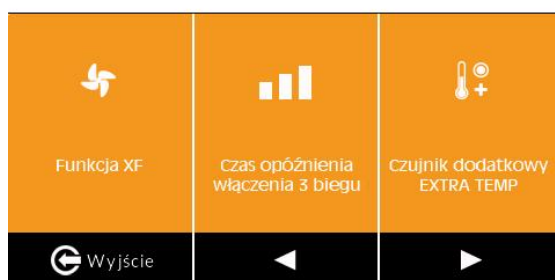 Funkcja XF
Czas opóźnienia
włączenia 3 biegu
Czujnik dodatkowy
EXTRA TEMP
Wyjście